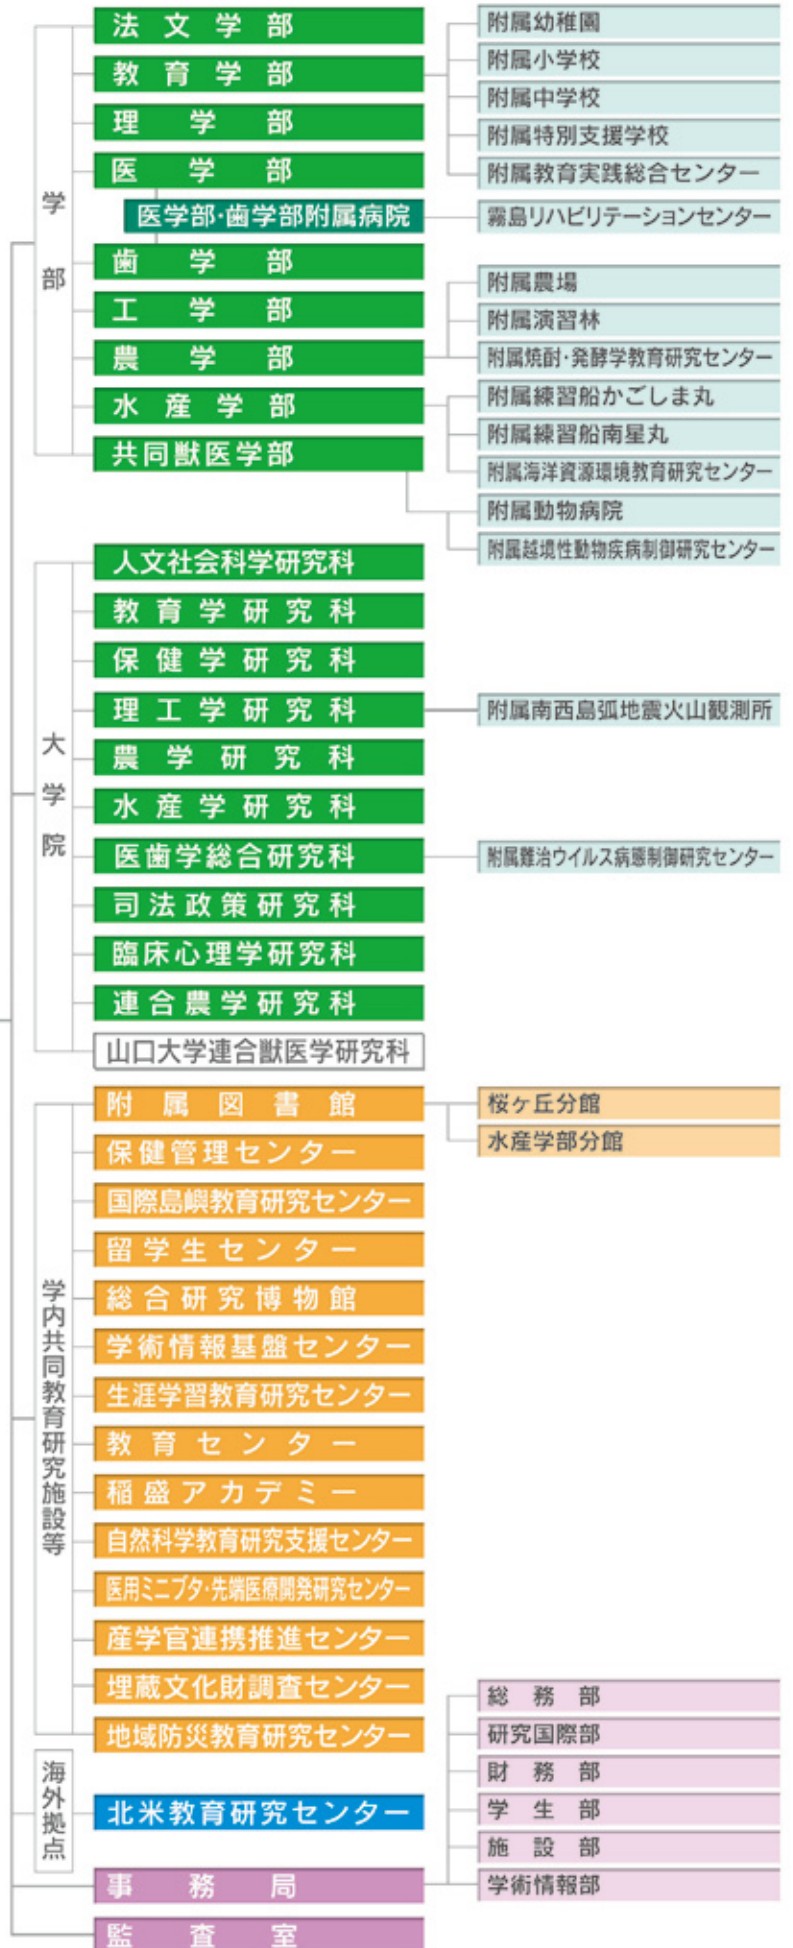 学部
法文学部
教育学部
附属幼稚園
附属小学校
附属中学校
附属特別支援学校
附属教育実践総合センター
理学部
医学部
医学部・歯学部附属病院
霧島リハビリテーションセンター
歯学部
工学部
農学部
附属農場
附属演習林
附属焼酎・発酵学教育研究センター
水産学部
附属練習船かごしま丸
附属練習船南星丸
附属海洋資源環境教育研究センター
共同獣医学部
附属動物病院
附属越境性動物疾病制御研究センター
大学院
人文社会科学研究科
教育学研究科
保健学研究科
理工学研究科
附属南西島弧地震火山観測所
農学研究科
水産学研究科
医歯学総合研究科
附属難治ウイルス病態制御研究センター
司法政策研究科
臨床心理学研究科
連合農学研究科
山口大学連合獣医学研究科
学内共同教育研究施設等
附属図書館
桜ヶ丘分館
水産学部分館
保健管理センター
国際島嶼教育研究センター
留学生センター
総合研究博物館
学術情報基盤センター
生涯学習教育研究センター
教育センター
稲盛アカデミー
自然科学教育研究支援センター
医用ミニブタ・先端医療開発研究センター
産学官連携推進センター
埋蔵文化財調査センター
地域防災教育研究センター
海外拠点
北米教育研究センター
事務局
総務部
研究国際部
財務部
学生部
施設部
学術情報部
監査室